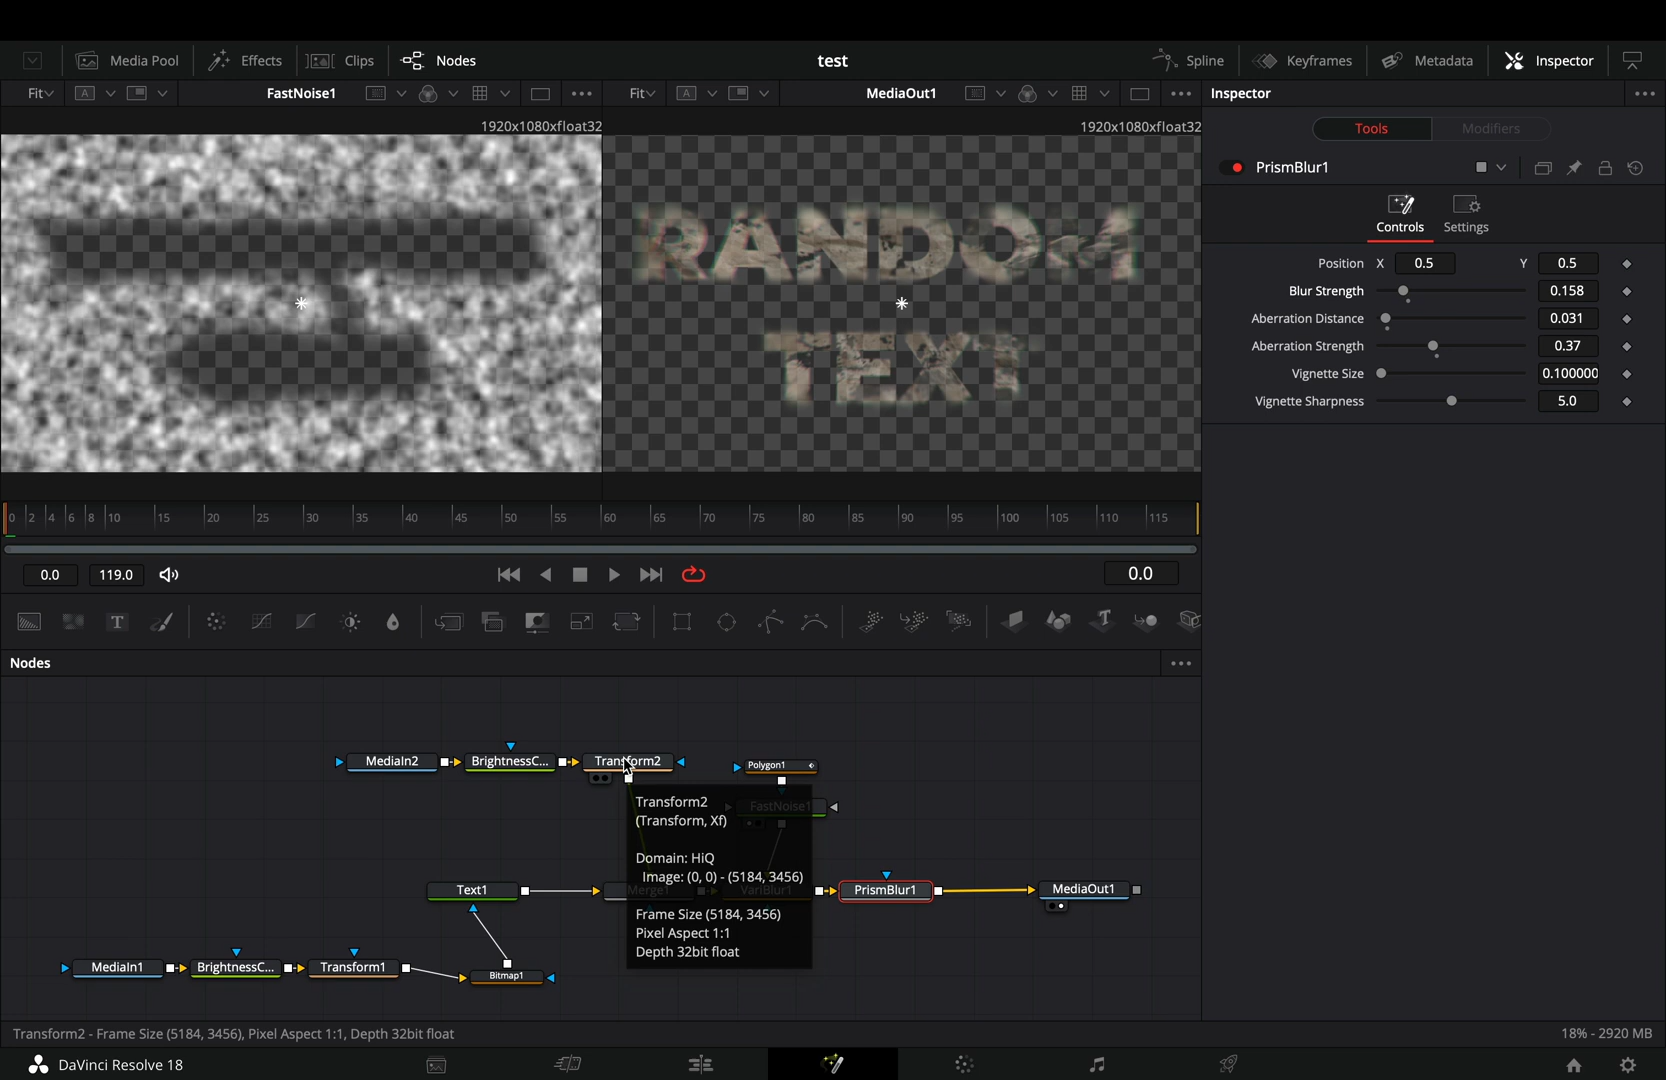 Media Pool
Effects
Clips
Nodes
test
Spline
Keyframes
Metadata
Inspector
Fit
A
FastNoise1
Fit
A
MediaOut1
Inspector
1920x1080xfloat32
1920x1080xfloat32
Tools
Modifiers
PrismBlur1
Controls
Settings
Position X 0.5 Y 0.5
Blur Strength 0.158
Aberration Distance 0.031
Aberration Strength 0.37
Vignette Size 0.100000
Vignette Sharpness 5.0
RANDOM
TEXT
0 2 4 6 8 10 15 20 25 30 35 40 45 50 55 60 65 70 75 80 85 90 95 100 105 110 115
0.0 119.0 0.0
Nodes
MediaIn2
BrightnessC...
Transform2
Polygon1
FastNoise1
Transform2
(Transform, Xf)
Domain: HiQ
Image: (0, 0) - (5184, 3456)
Frame Size (5184, 3456)
Pixel Aspect 1:1
Depth 32bit float
Text1
Merge1
VariBlur1
PrismBlur1
MediaOut1
MediaIn1
BrightnessC...
Transform1
Bitmap1
Transform2 - Frame Size (5184, 3456), Pixel Aspect 1:1, Depth 32bit float
18% - 2920 MB
DaVinci Resolve 18